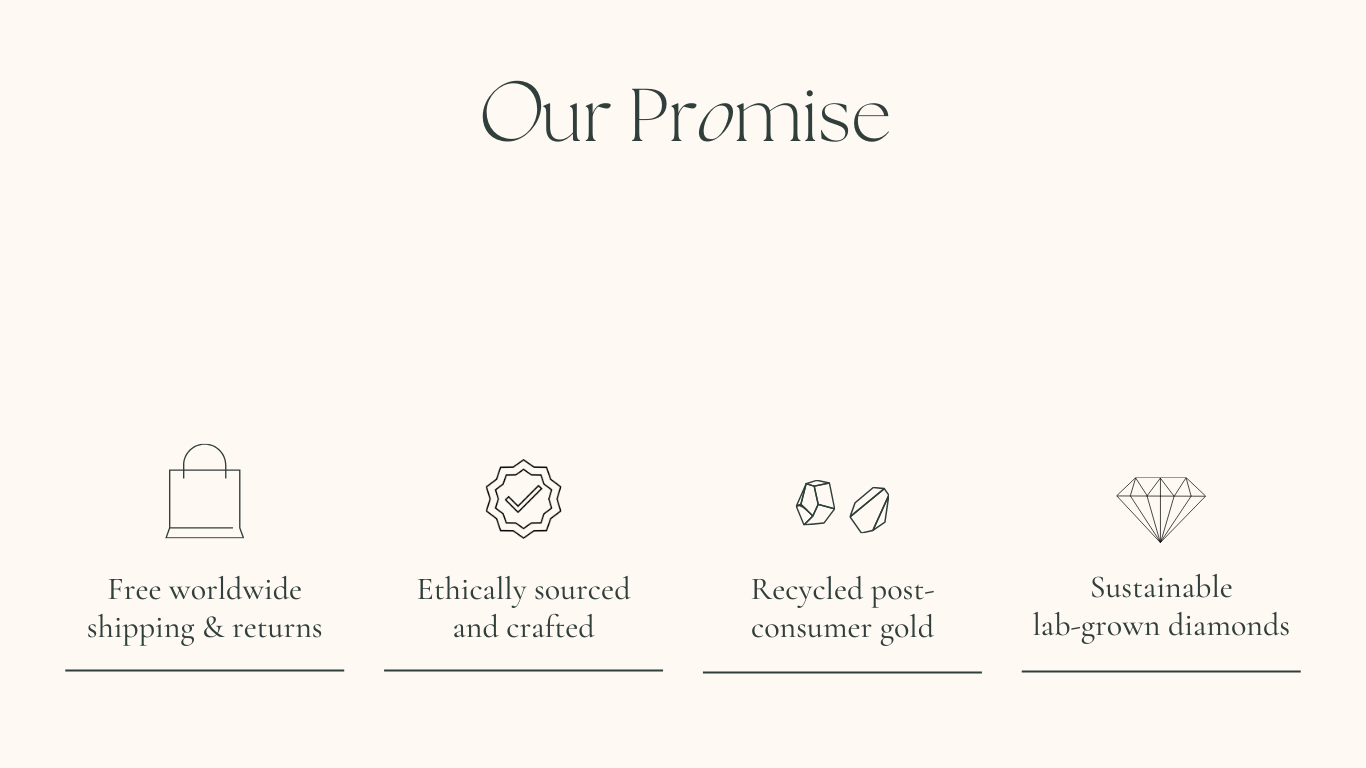 Our Promise
Free worldwide
shipping & returns
Ethically sourced
and crafted
Recycled post-
consumer gold
Sustainable
lab-grown diamonds